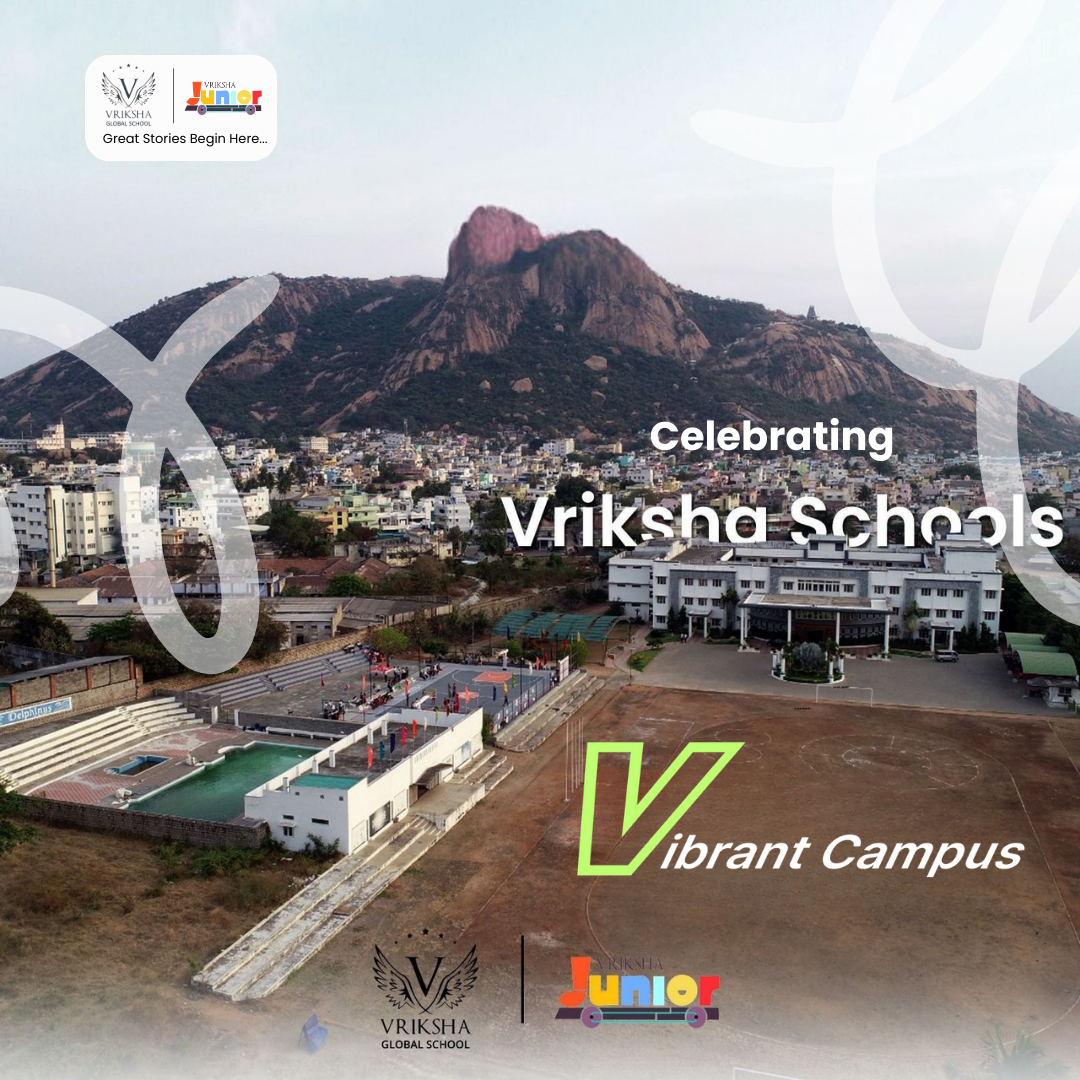 VRIKSHA
GLOBAL SCHOOL
VRIKSHA
Junior
Great Stories Begin Here...
Celebrating
Vriksha Schools
Delphinus
Vibrant Campus
V
VRIKSHA
GLOBAL SCHOOL
VRIKSHA
Junior